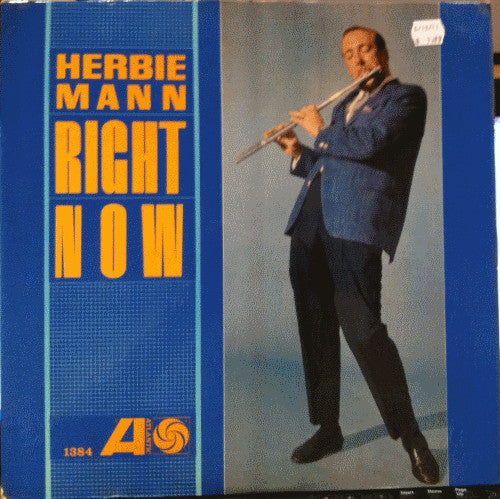 HERBIE
MANN
RIGHT
NOW
1384
ATLANTIC